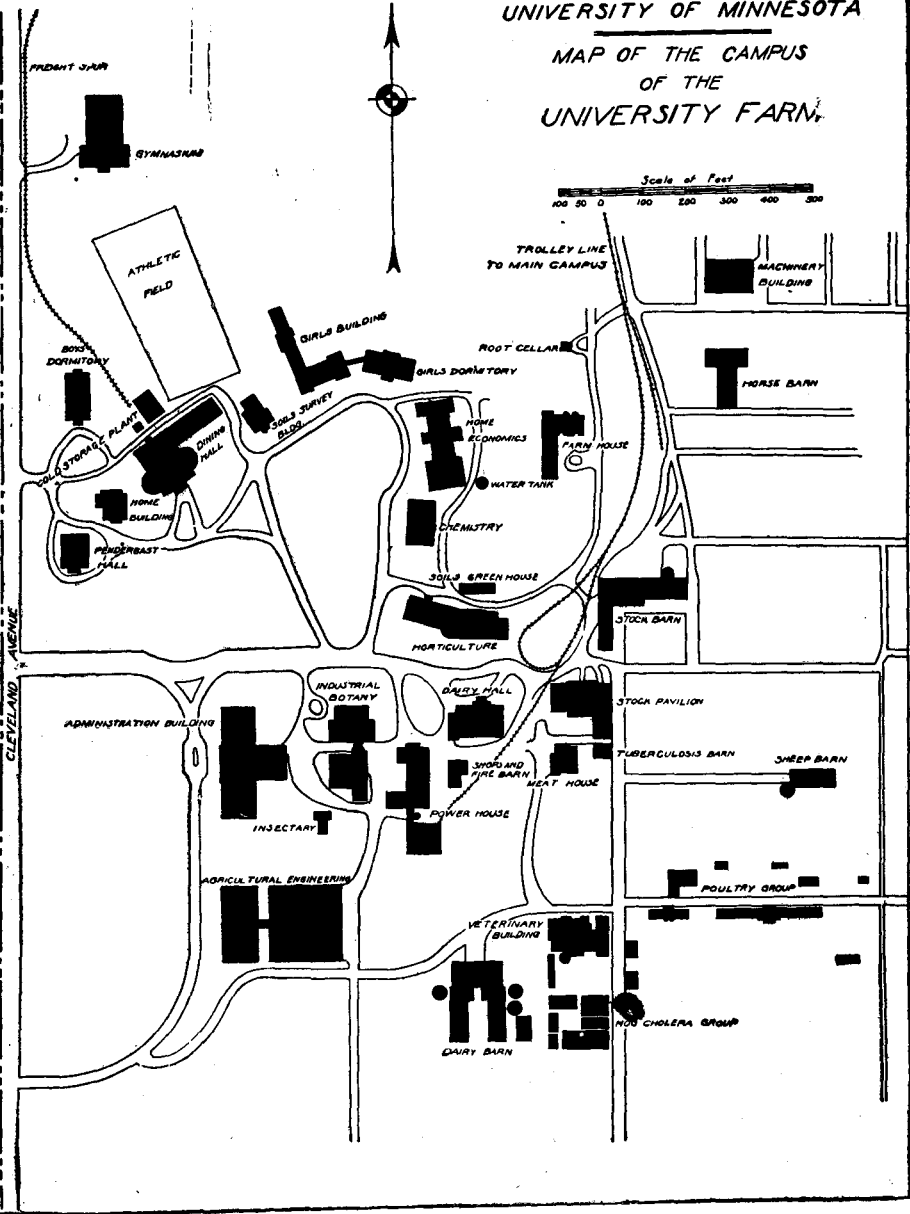 UNIVERSITY OF MINNESOTA
MAP OF THE CAMPUS
OF THE
UNIVERSITY FARM.
FREIGHT SPUR
GYMNASIUM
Scale of Feet
100 50 0 100 200 300 400 500
TROLLEY LINE
TO MAIN CAMPUS
MACHINERY
BUILDING
ATHLETIC
FIELD
GIRLS BUILDING
ROOT CELLAR
BOYS
DORMITORY
GIRLS DORMITORY
HORSE BARN
SOILS SURVEY
BLDG.
COLD STORAGE PLANT
DINING
HALL
HOME
ECONOMICS
FARM HOUSE
WATER TANK
HOME
BUILDING
CHEMISTRY
PENDERGAST
HALL
SOILS GREEN HOUSE
STOCK BARN
HORTICULTURE
CLEVELAND AVENUE
INDUSTRIAL
BOTANY
DAIRY HALL
STOCK PAVILION
ADMINISTRATION BUILDING
TUBERCULOSIS BARN
SHEEP BARN
SHOPS AND
FIRE BARN
MEAT HOUSE
POWER HOUSE
INSECTARY
AGRICULTURAL ENGINEERING
POULTRY GROUP
VETERINARY
BUILDING
HOG CHOLERA GROUP
DAIRY BARN